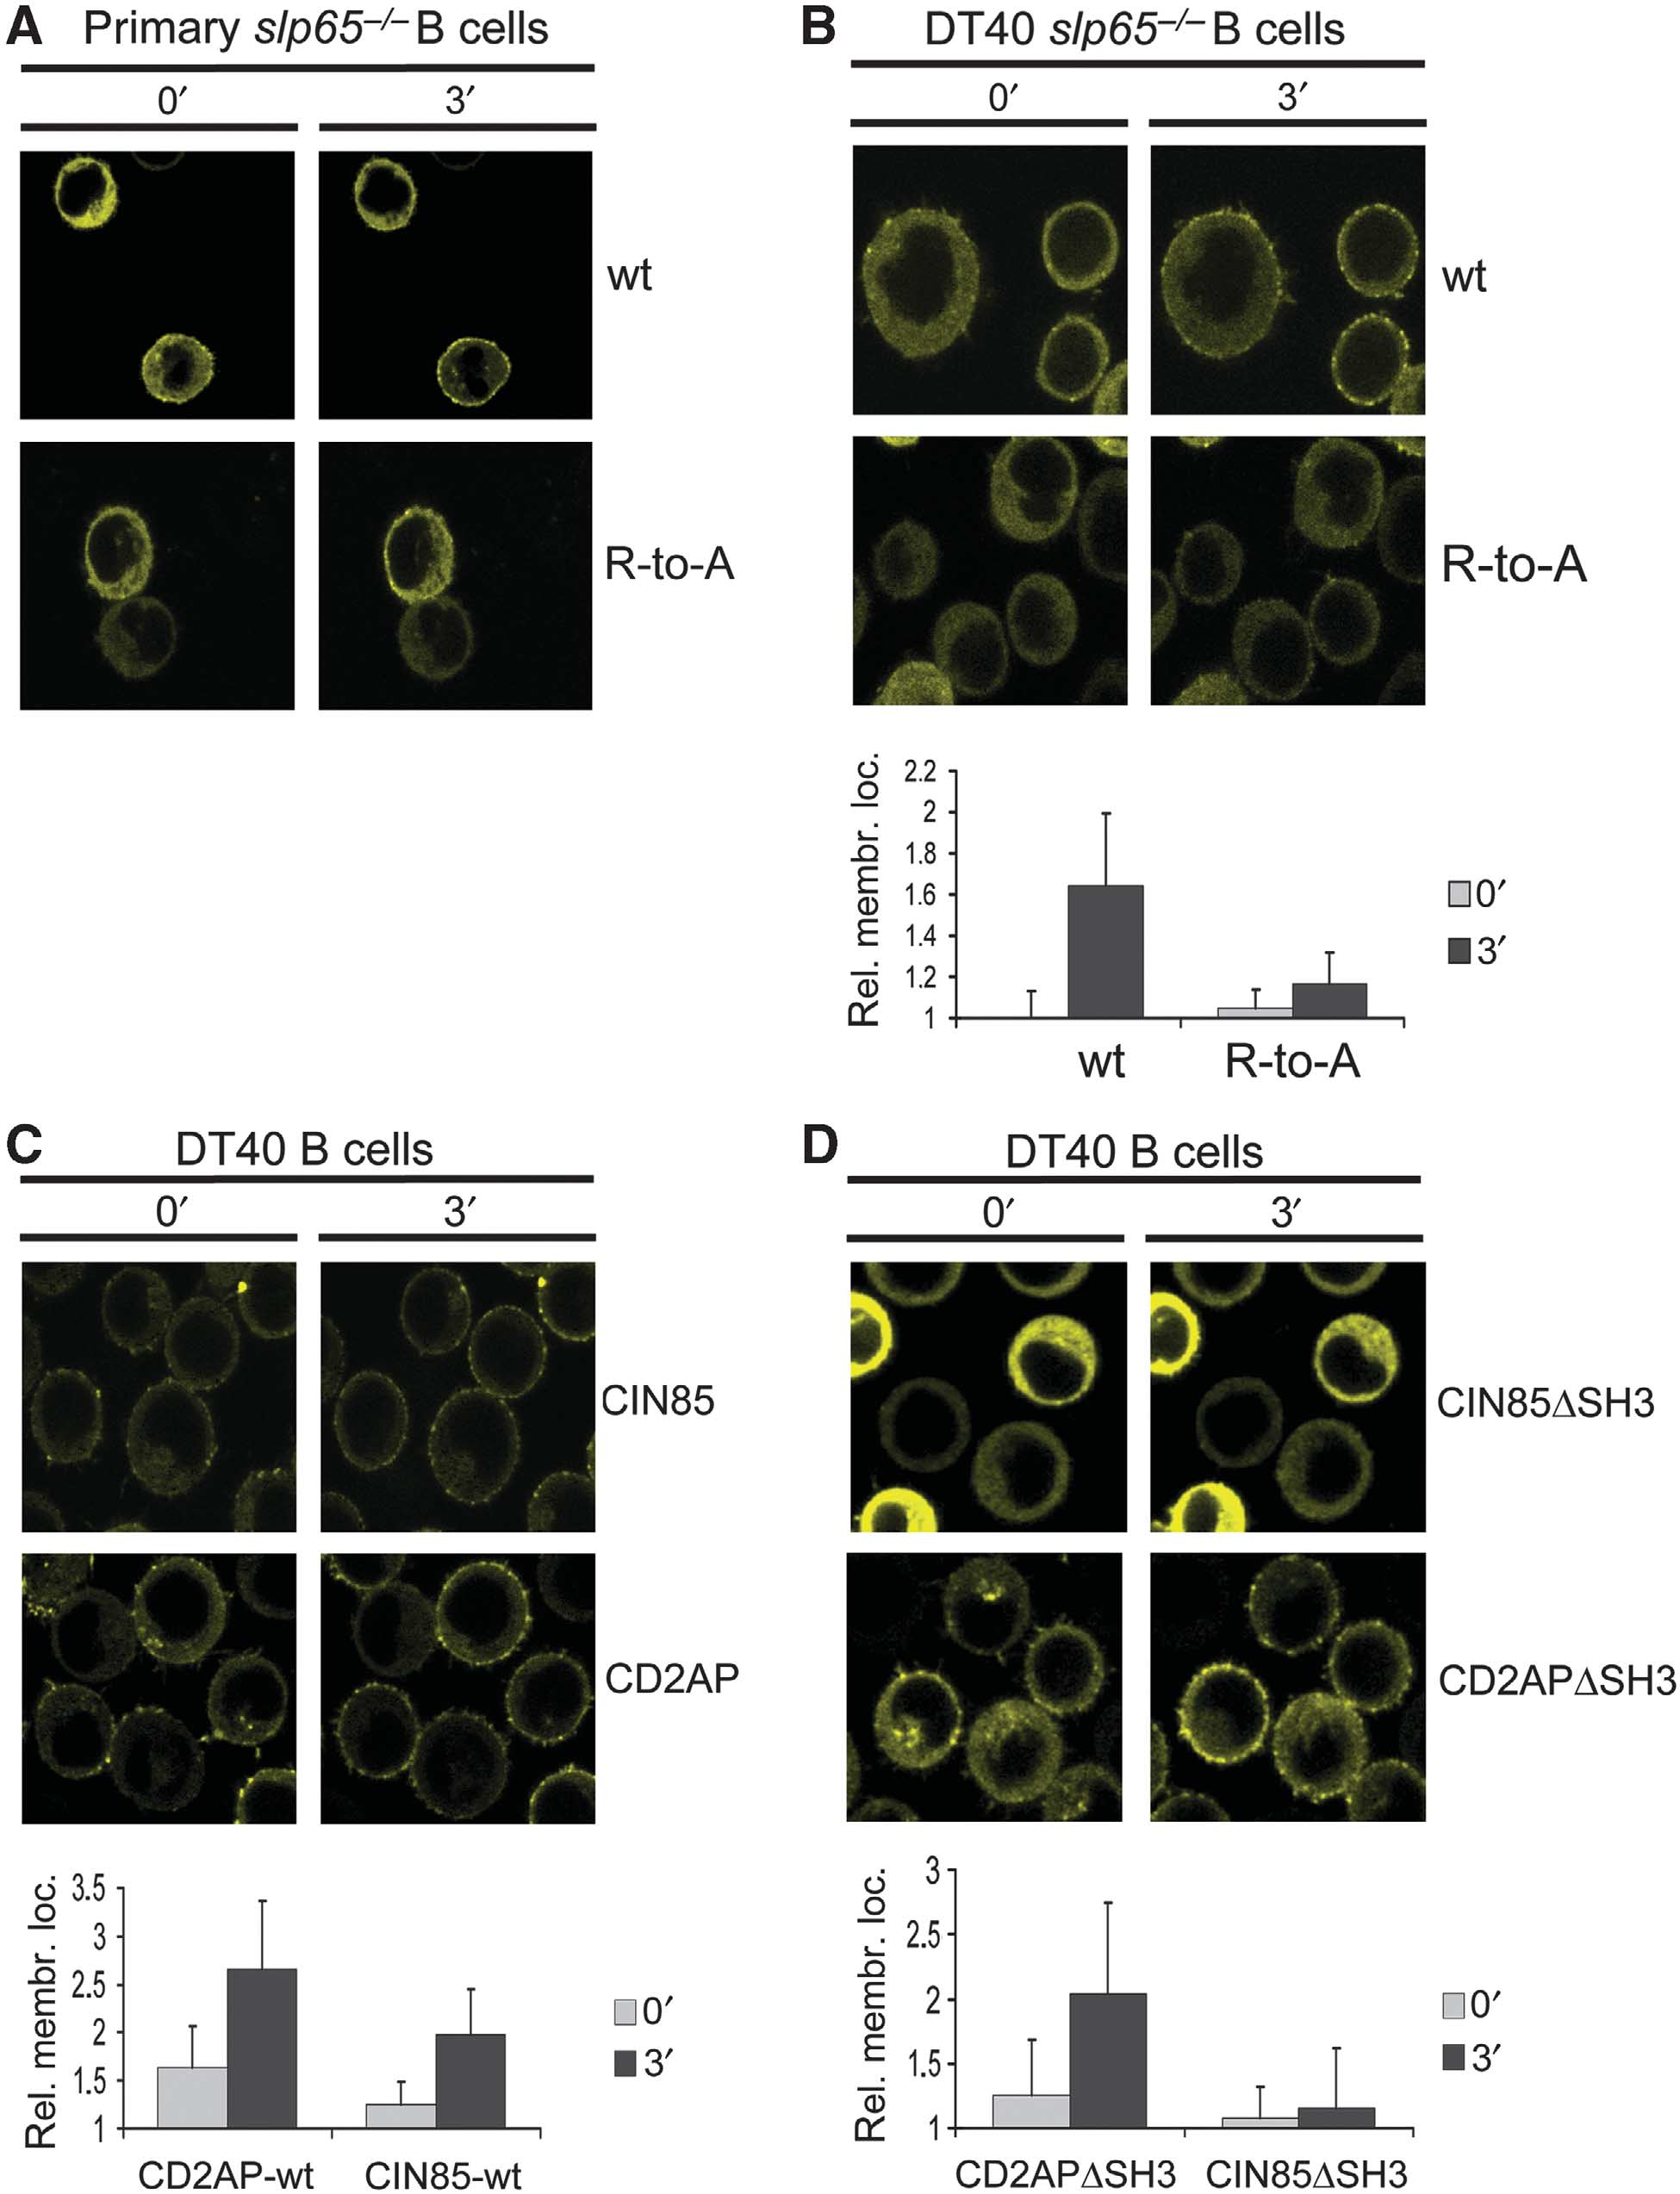 A Primary slp65–/– B cells
0′ 3′
wt
R-to-A
B DT40 slp65–/– B cells
0′ 3′
wt
R-to-A
Rel. membr. loc.
2.2
2
1.8
1.6
1.4
1.2
1
wt R-to-A
0′
3′
C DT40 B cells
0′ 3′
CIN85
CD2AP
Rel. membr. loc.
3.5
3
2.5
2
1.5
1
CD2AP-wt CIN85-wt
0′
3′
D DT40 B cells
0′ 3′
CIN85ΔSH3
CD2APΔSH3
Rel. membr. loc.
3
2.5
2
1.5
1
CD2APΔSH3 CIN85ΔSH3
0′
3′